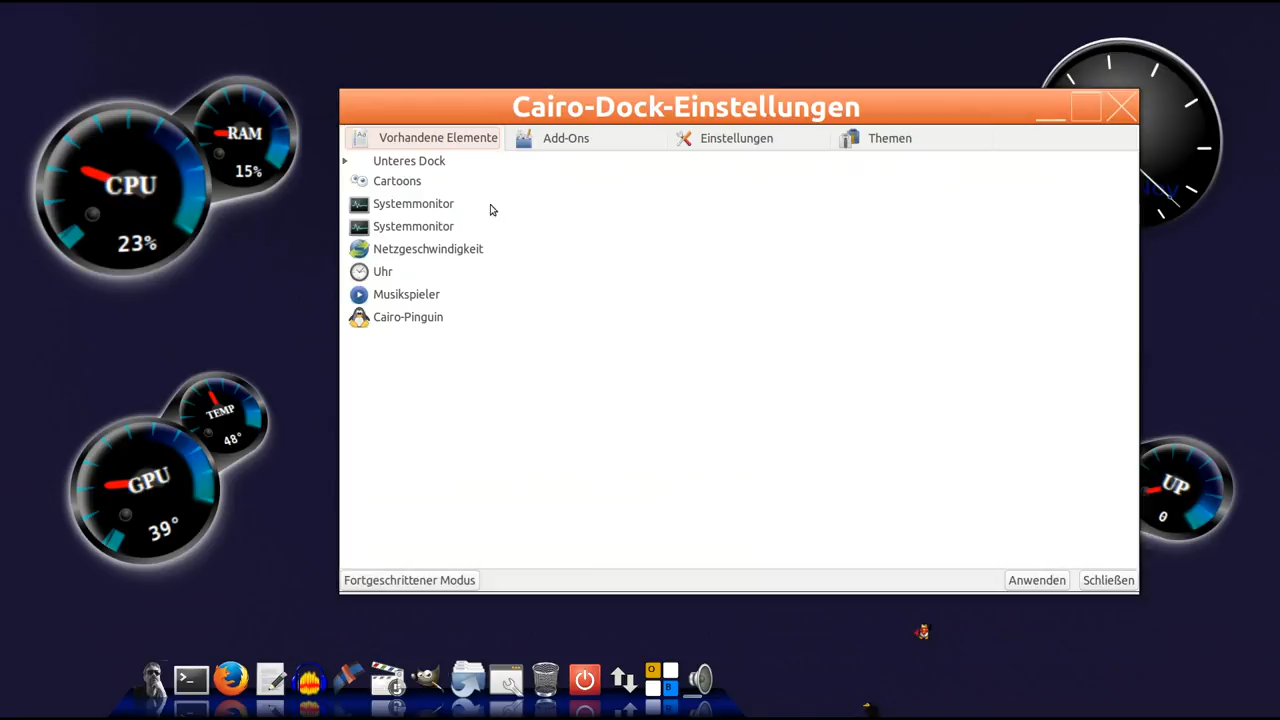 Cairo-Dock-Einstellungen
Vorhandene Elemente
Add-Ons
Einstellungen
Themen
Unteres Dock
Cartoons
Systemmonitor
Systemmonitor
Netzgeschwindigkeit
Uhr
Musikspieler
Cairo-Pinguin
Fortgeschrittener Modus
Anwenden
Schließen
RAM
15%
CPU
23%
TEMP
48°
GPU
39°
UP
0
O
B